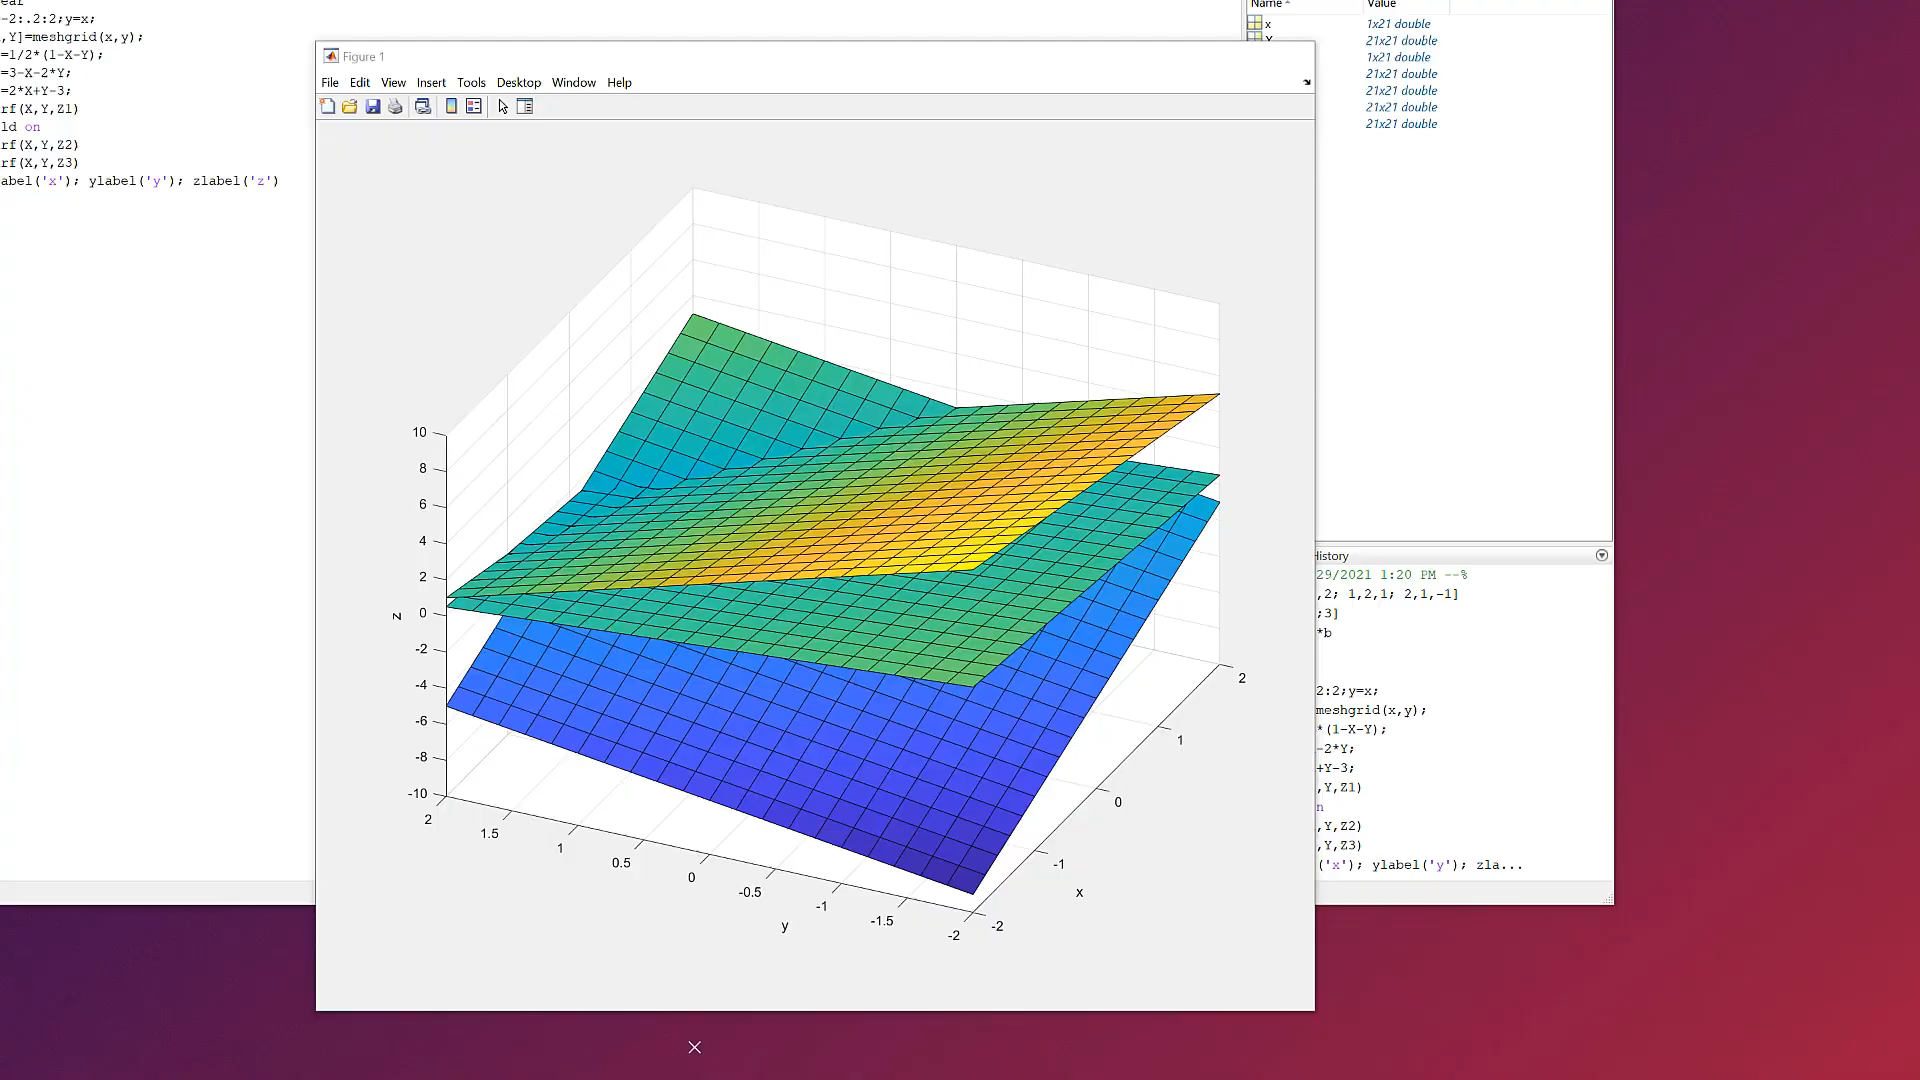 -2:.2:2;y=x;
,Y]=meshgrid(x,y);
=1/2*(1-X-Y);
=3-X-2*Y;
=2*X+Y-3;
rf(X,Y,Z1)
ld on
rf(X,Y,Z2)
rf(X,Y,Z3)
abel('x'); ylabel('y'); zlabel('z')
Figure 1
File Edit View Insert Tools Desktop Window Help
10
8
6
4
2
0
-2
-4
-6
-8
-10
z
2
1.5
1
0.5
0
-0.5
-1
-1.5
-2
y
-2
-1
0
1
2
x
Name Value
x 1x21 double
21x21 double
1x21 double
21x21 double
21x21 double
21x21 double
21x21 double
History
29/2021 1:20 PM --%
,2; 1,2,1; 2,1,-1]
;3]
*b
2:2;y=x;
meshgrid(x,y);
*(1-X-Y);
-2*Y;
+Y-3;
,Y,Z1)
n
,Y,Z2)
,Y,Z3)
('x'); ylabel('y'); zla...